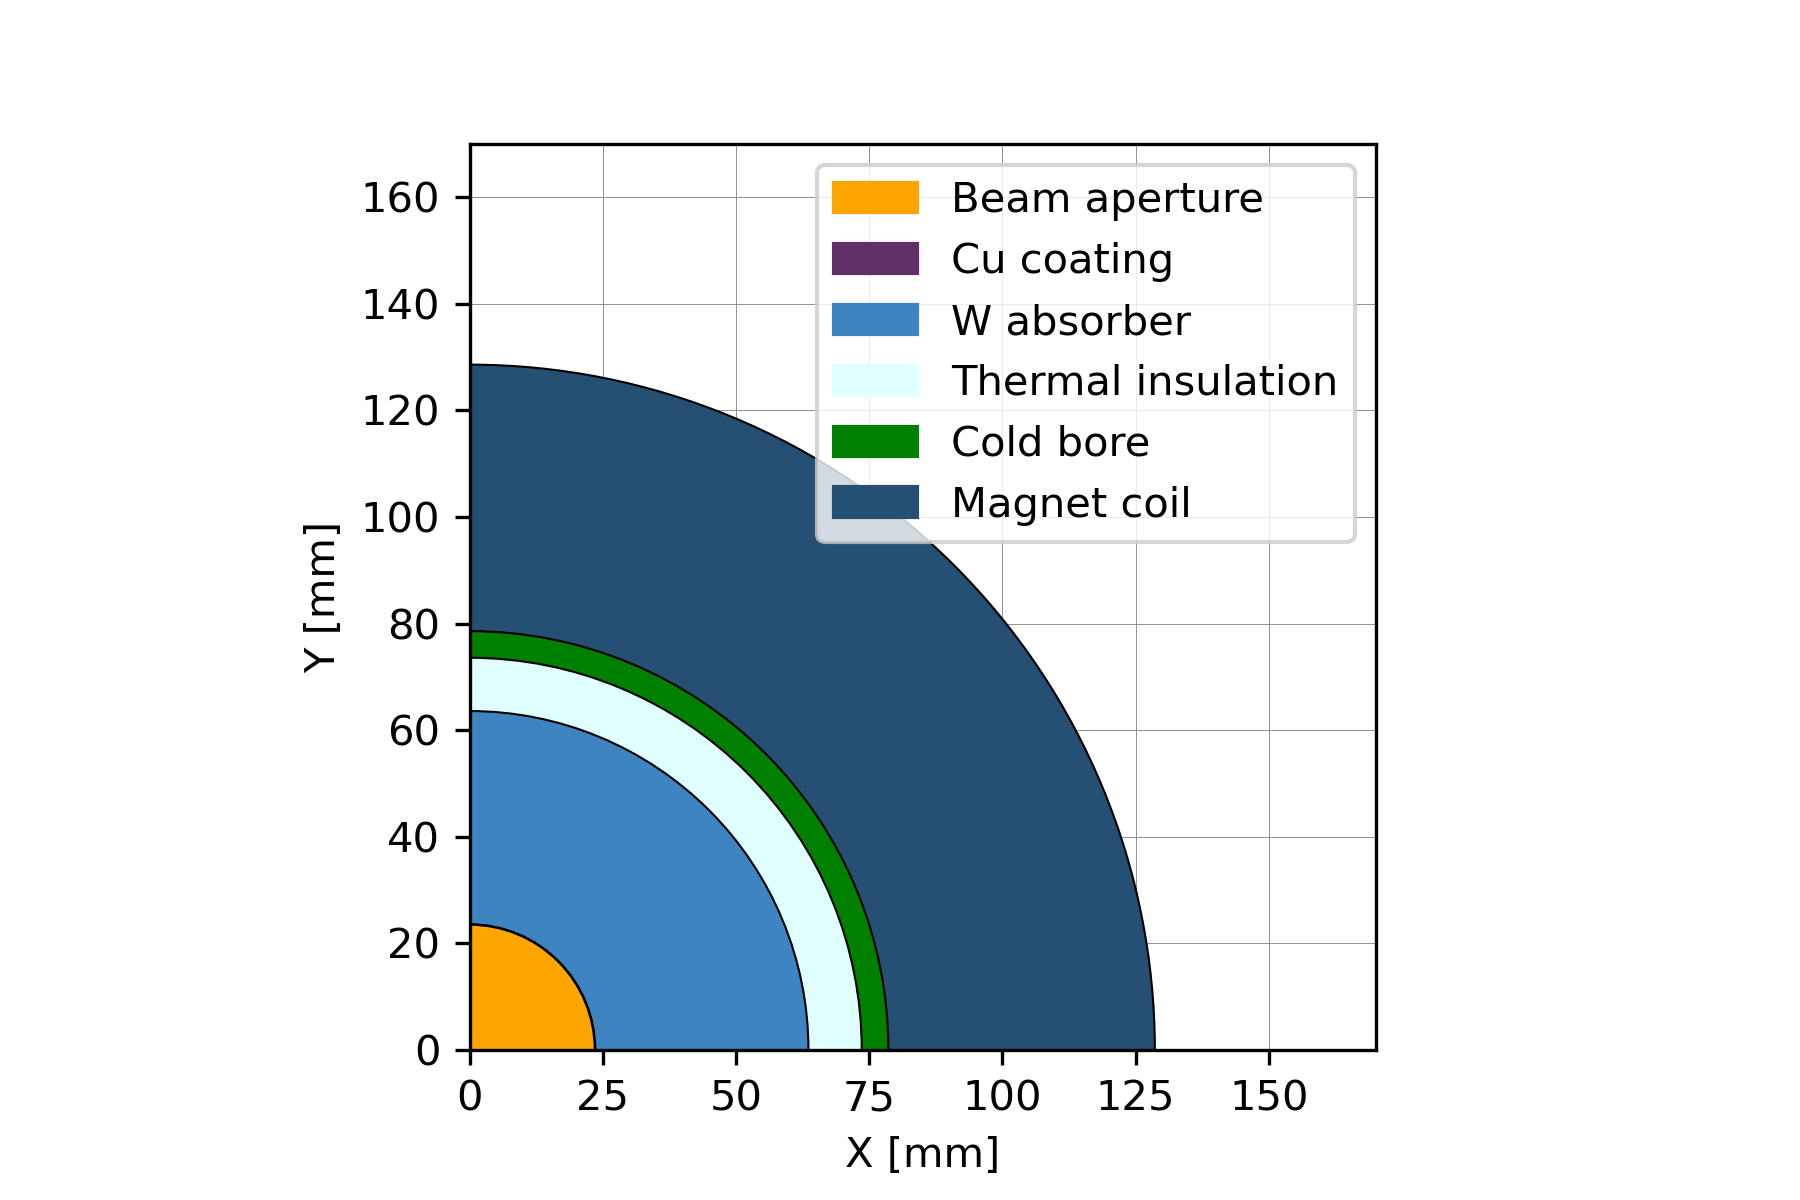 160
140
120
100
80
60
40
20
0
Y [mm]
Beam aperture
Cu coating
W absorber
Thermal insulation
Cold bore
Magnet coil
0 25 50 75 100 125 150
X [mm]